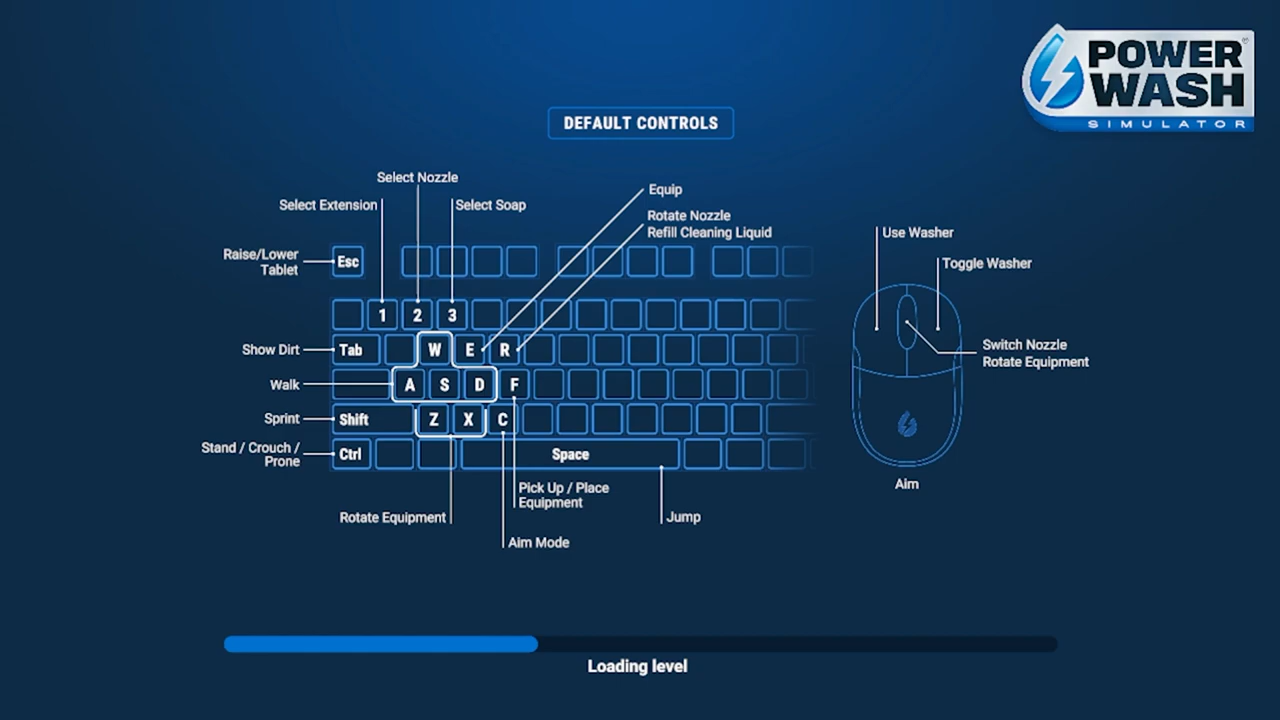 POWER
WASH
SIMULATOR
DEFAULT CONTROLS
Select Nozzle
Select Extension
Select Soap
Equip
Rotate Nozzle
Refill Cleaning Liquid
Raise/Lower
Tablet
Esc
1 2 3
Show Dirt
Tab W E R
Walk
A S D F
Sprint
Shift Z X C
Stand / Crouch /
Prone
Ctrl Space
Rotate Equipment
Pick Up / Place
Equipment
Aim Mode
Jump
Use Washer
Toggle Washer
Switch Nozzle
Rotate Equipment
Aim
Loading level